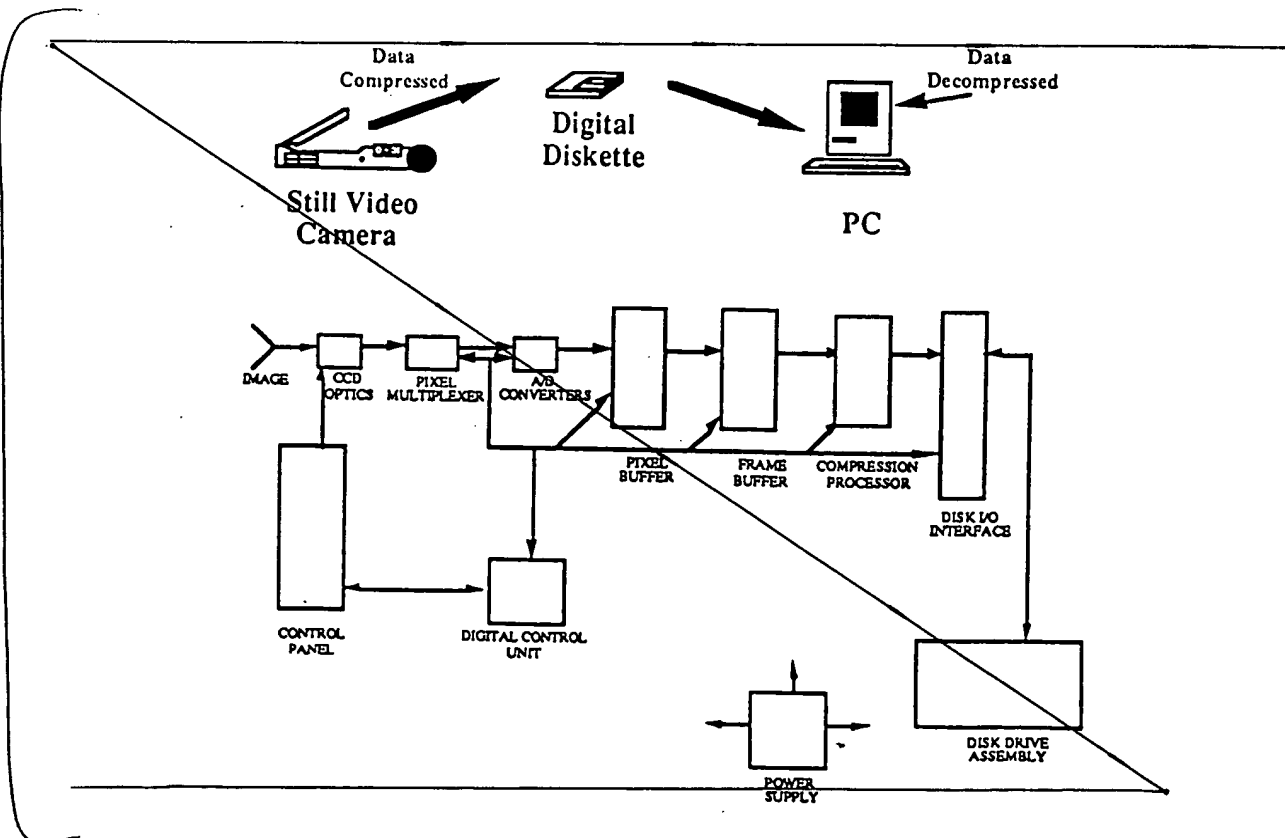 Data
Compressed
Data
Decompressed
Digital
Diskette
Still Video
Camera
PC
IMAGE
CCD
OPTICS
PIXEL
MULTIPLEXER
A/D
CONVERTERS
PIXEL
BUFFER
FRAME
BUFFER
COMPRESSION
PROCESSOR
DISK I/O
INTERFACE
CONTROL
PANEL
DIGITAL CONTROL
UNIT
POWER
SUPPLY
DISK DRIVE
ASSEMBLY